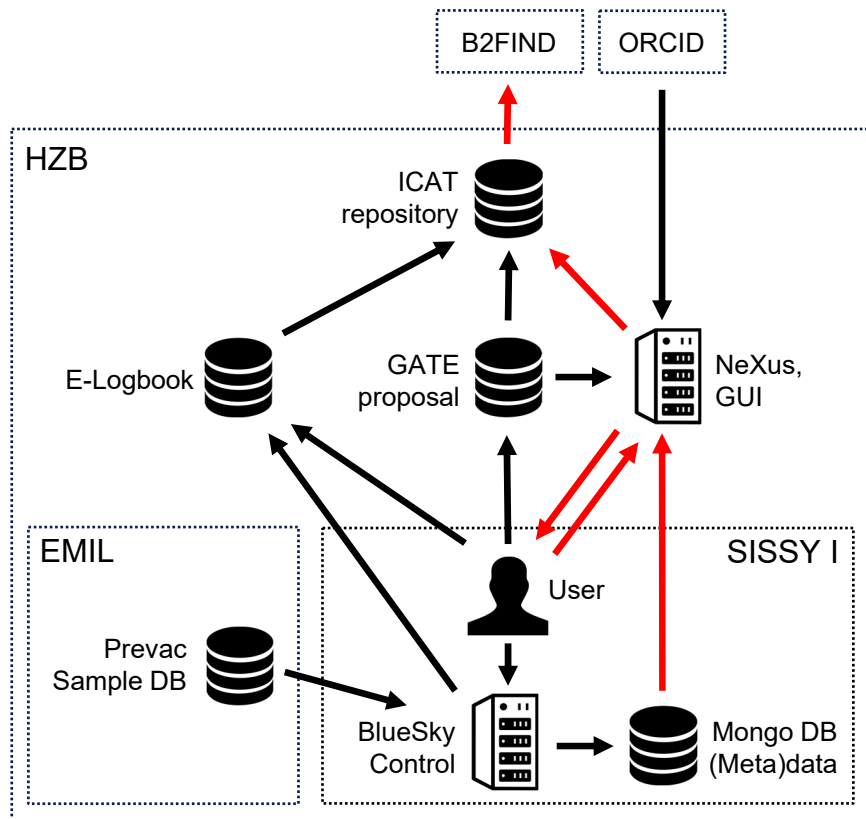 B2FIND
ORCID
HZB
ICAT
repository
E-Logbook
GATE
proposal
NeXus,
GUI
EMIL
SISSY I
User
Prevac
Sample DB
BlueSky
Control
Mongo DB
(Meta)data